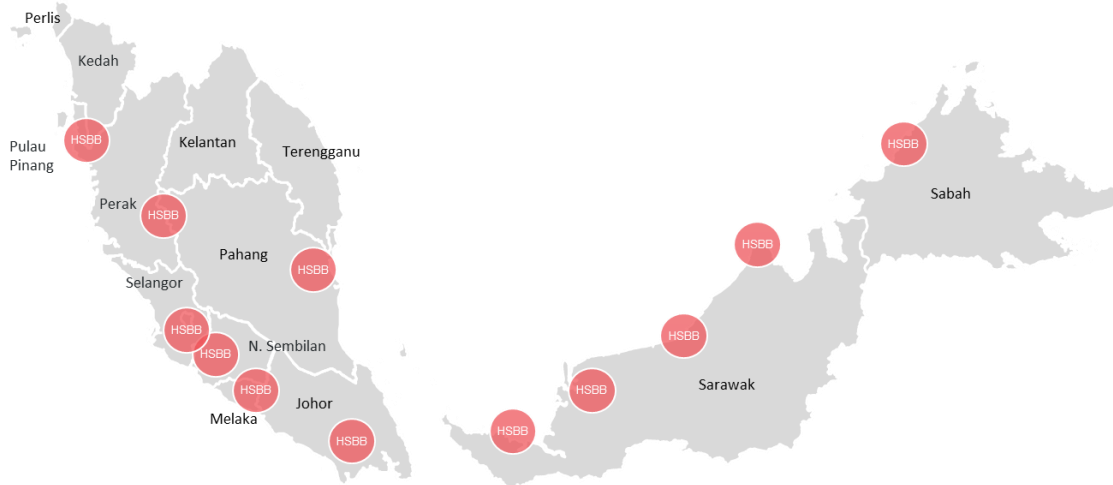 Perlis
Kedah
HSBB
Pulau
Pinang
Kelantan
Terengganu
Perak
HSBB
Pahang
HSBB
Selangor
HSBB
HSBB
N. Sembilan
HSBB
Melaka
Johor
HSBB
HSBB
Sabah
HSBB
HSBB
HSBB
Sarawak
HSBB